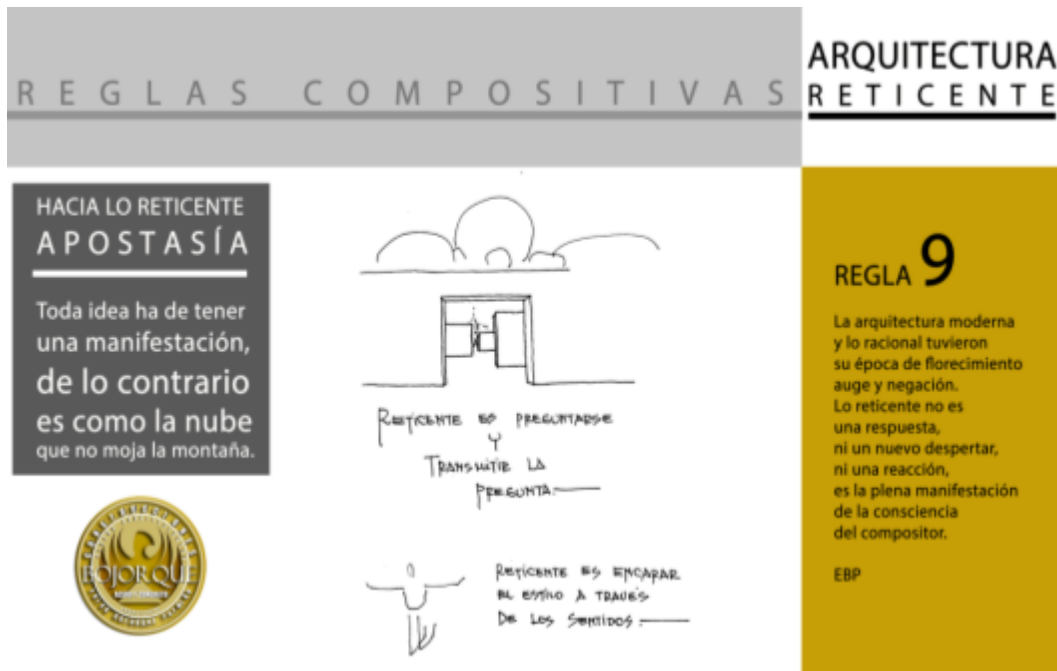 REGLAS COMPOSITIVAS
ARQUITECTURA
RETICENTE
HACIA LO RETICENTE
APOSTASÍA
Toda idea ha de tener
una manifestación,
de lo contrario
es como la nube
que no moja la montaña.
BOJORQUE
RETICENTE ES PREGUNTARSE
Y
TRANSMITIR LA
PREGUNTA.
RETICENTE ES ENCARAR
EL ESTILO A TRAVÉS
DE LOS SENTIDOS.
REGLA 9
La arquitectura moderna
y lo racional tuvieron
su época de florecimiento
auge y negación.
Lo reticente no es
una respuesta,
ni un nuevo despertar,
ni una reacción,
es la plena manifestación
de la consciencia
del compositor.
EBP